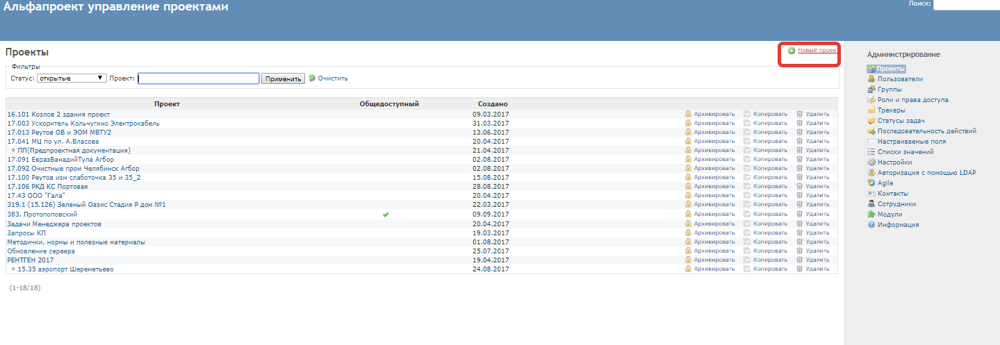 Альфапроект управление проектами
Поиск:
Проекты
Новый проект
Фильтры
Статус: открытые Проект: Применить Очистить
Проект Общедоступный Создано
16.101 Козлов 2 здания проект 09.03.2017 Архивировать Копировать Удалить
17.003 Ускоритель Кольчугино Электрокабель 31.03.2017 Архивировать Копировать Удалить
17.013 Реутов ОВ и ЭОМ МВТУ2 13.06.2017 Архивировать Копировать Удалить
17.041 МЦ по ул. А.Власова 20.04.2017 Архивировать Копировать Удалить
» ПП(Предпроектная документация) 21.04.2017 Архивировать Копировать Удалить
17.091 ЕвразВанадийТула Агбор 02.08.2017 Архивировать Копировать Удалить
17.092 Очистные пром Челябинск Агбор 02.08.2017 Архивировать Копировать Удалить
17.100 Реутов изм слаботочка 35 и 35_2 15.08.2017 Архивировать Копировать Удалить
17.106 РКД КС Портовая 28.08.2017 Архивировать Копировать Удалить
17.43 ООО "Гала" 20.04.2017 Архивировать Копировать Удалить
319.1 (15.126) Зеленый Оазис Стадия Р дом №1 22.03.2017 Архивировать Копировать Удалить
383. Протопоповский 09.09.2017 Архивировать Копировать Удалить
Задачи Менеджера проектов 20.04.2017 Архивировать Копировать Удалить
Запросы КП 19.03.2017 Архивировать Копировать Удалить
Методички, нормы и полезные материалы 01.08.2017 Архивировать Копировать Удалить
Обновление сервера 25.07.2017 Архивировать Копировать Удалить
РЕНТГЕН 2017 19.04.2017 Архивировать Копировать Удалить
» 15.35 аэропорт Шереметьево 24.08.2017 Архивировать Копировать Удалить
(1-18/18)
Администрирование
Проекты
Пользователи
Группы
Роли и права доступа
Трекеры
Статусы задач
Последовательность действий
Настраиваемые поля
Списки значений
Настройки
Авторизация с помощью LDAP
Agile
Контакты
Сотрудники
Модули
Информация